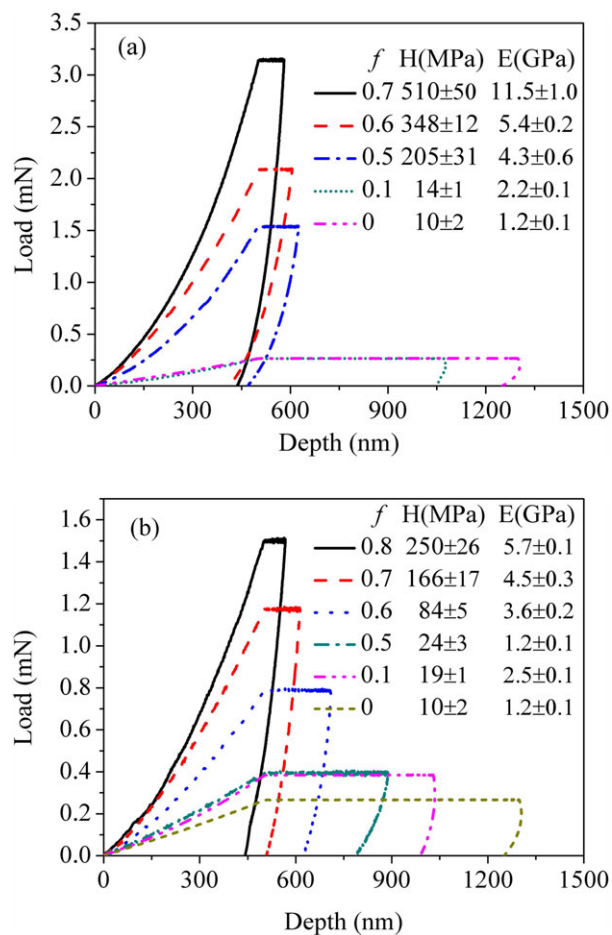 (a)
f H(MPa) E(GPa)
0.7 510±50 11.5±1.0
0.6 348±12 5.4±0.2
0.5 205±31 4.3±0.6
0.1 14±1 2.2±0.1
0 10±2 1.2±0.1
3.5
3.0
2.5
2.0
1.5
1.0
0.5
0.0
Load (mN)
0 300 600 900 1200 1500
Depth (nm)
(b)
f H(MPa) E(GPa)
0.8 250±26 5.7±0.1
0.7 166±17 4.5±0.3
0.6 84±5 3.6±0.2
0.5 24±3 1.2±0.1
0.1 19±1 2.5±0.1
0 10±2 1.2±0.1
1.6
1.4
1.2
1.0
0.8
0.6
0.4
0.2
0.0
Load (mN)
0 300 600 900 1200 1500
Depth (nm)